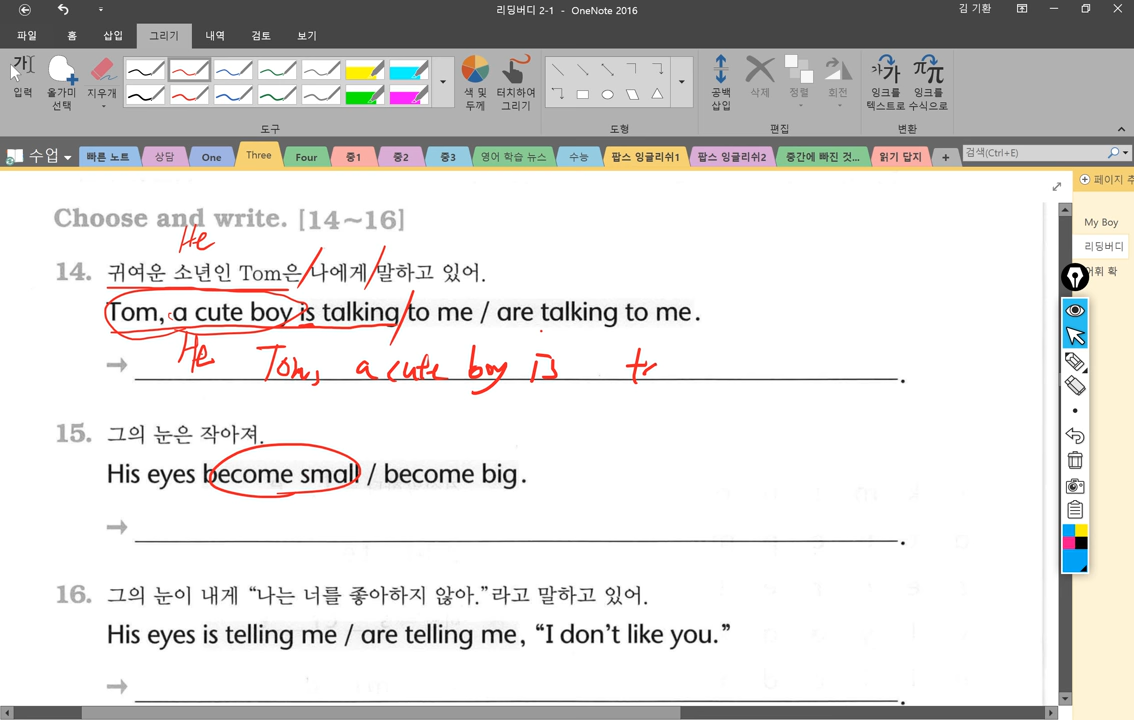 리딩버디 2-1 - OneNote 2016
김 기환
파일 홈 삽입 그리기 내역 검토 보기
입력 올가미 선택 지우개 색 및 두께 터치하여 그리기 공백 삽입 삭제 정렬 회전 잉크를 텍스트로 잉크를 수식으로
도구 도형 편집 변환
수업 빠른 노트 상담 One Three Four 중1 중2 중3 영어 학습 뉴스 수능 팝스 잉글리쉬1 팝스 잉글리쉬2 중간에 빠진 것... 읽기 답지 + 검색(Ctrl+E)
페이지 추
My Boy
리딩버디
어휘 확
Choose and write. [14~16]
He
14. 귀여운 소년인 Tom은 / 나에게 / 말하고 있어.
Tom, a cute boy is talking / to me / are talking to me.
He
→ Tom, a cute boy is .
15. 그의 눈은 작아져.
His eyes become small / become big.
→ .
16. 그의 눈이 내게 “나는 너를 좋아하지 않아.”라고 말하고 있어.
His eyes is telling me / are telling me, “I don’t like you.”
→ .